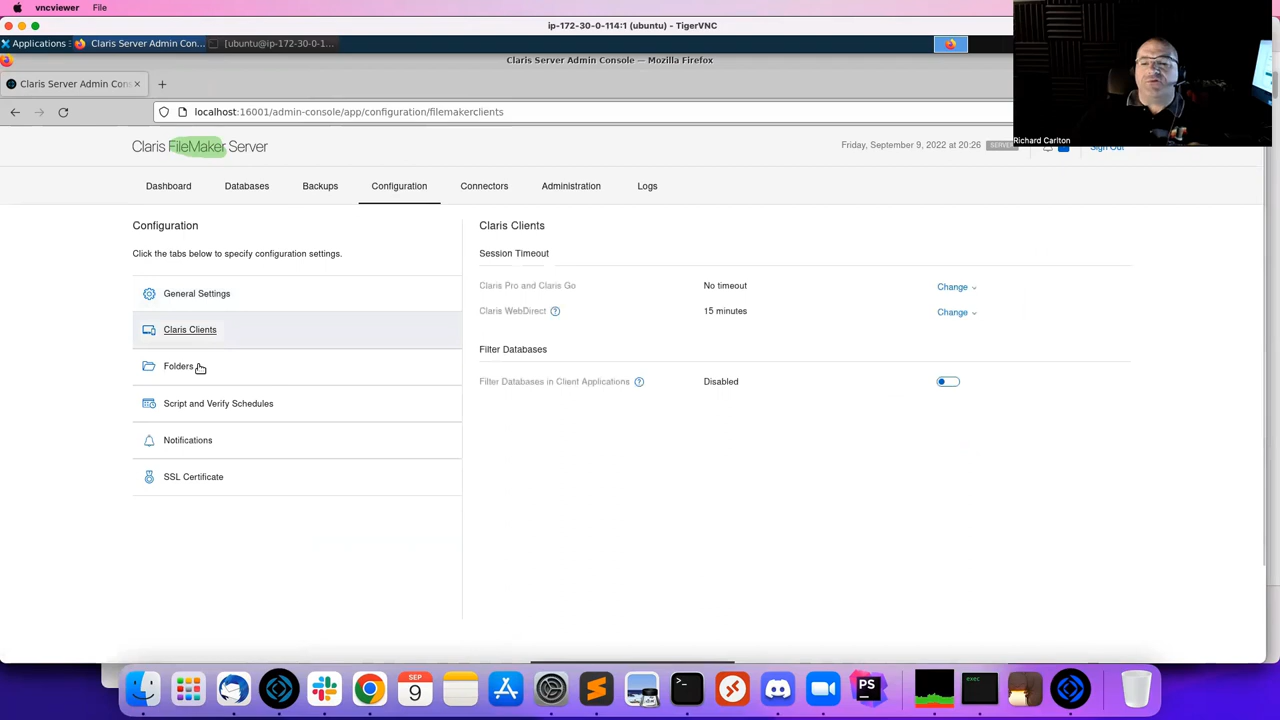 vncviewer File
ip-172-30-0-114:1 (ubuntu) - TigerVNC
Applications Claris Server Admin Con... [ubuntu@ip-172-30-0-1...
Claris Server Admin Console — Mozilla Firefox
Claris Server Admin Cons
localhost:16001/admin-console/app/configuration/filemakerclients
Richard Carlton
Claris FileMaker Server
Friday, September 9, 2022 at 20:26
Sign Out
Dashboard Databases Backups Configuration Connectors Administration Logs
Configuration
Click the tabs below to specify configuration settings.
General Settings
Claris Clients
Folders
Script and Verify Schedules
Notifications
SSL Certificate
Claris Clients
Session Timeout
Claris Pro and Claris Go No timeout Change
Claris WebDirect ? 15 minutes Change
Filter Databases
Filter Databases in Client Applications ? Disabled
SEP
9
>_
PS
exec